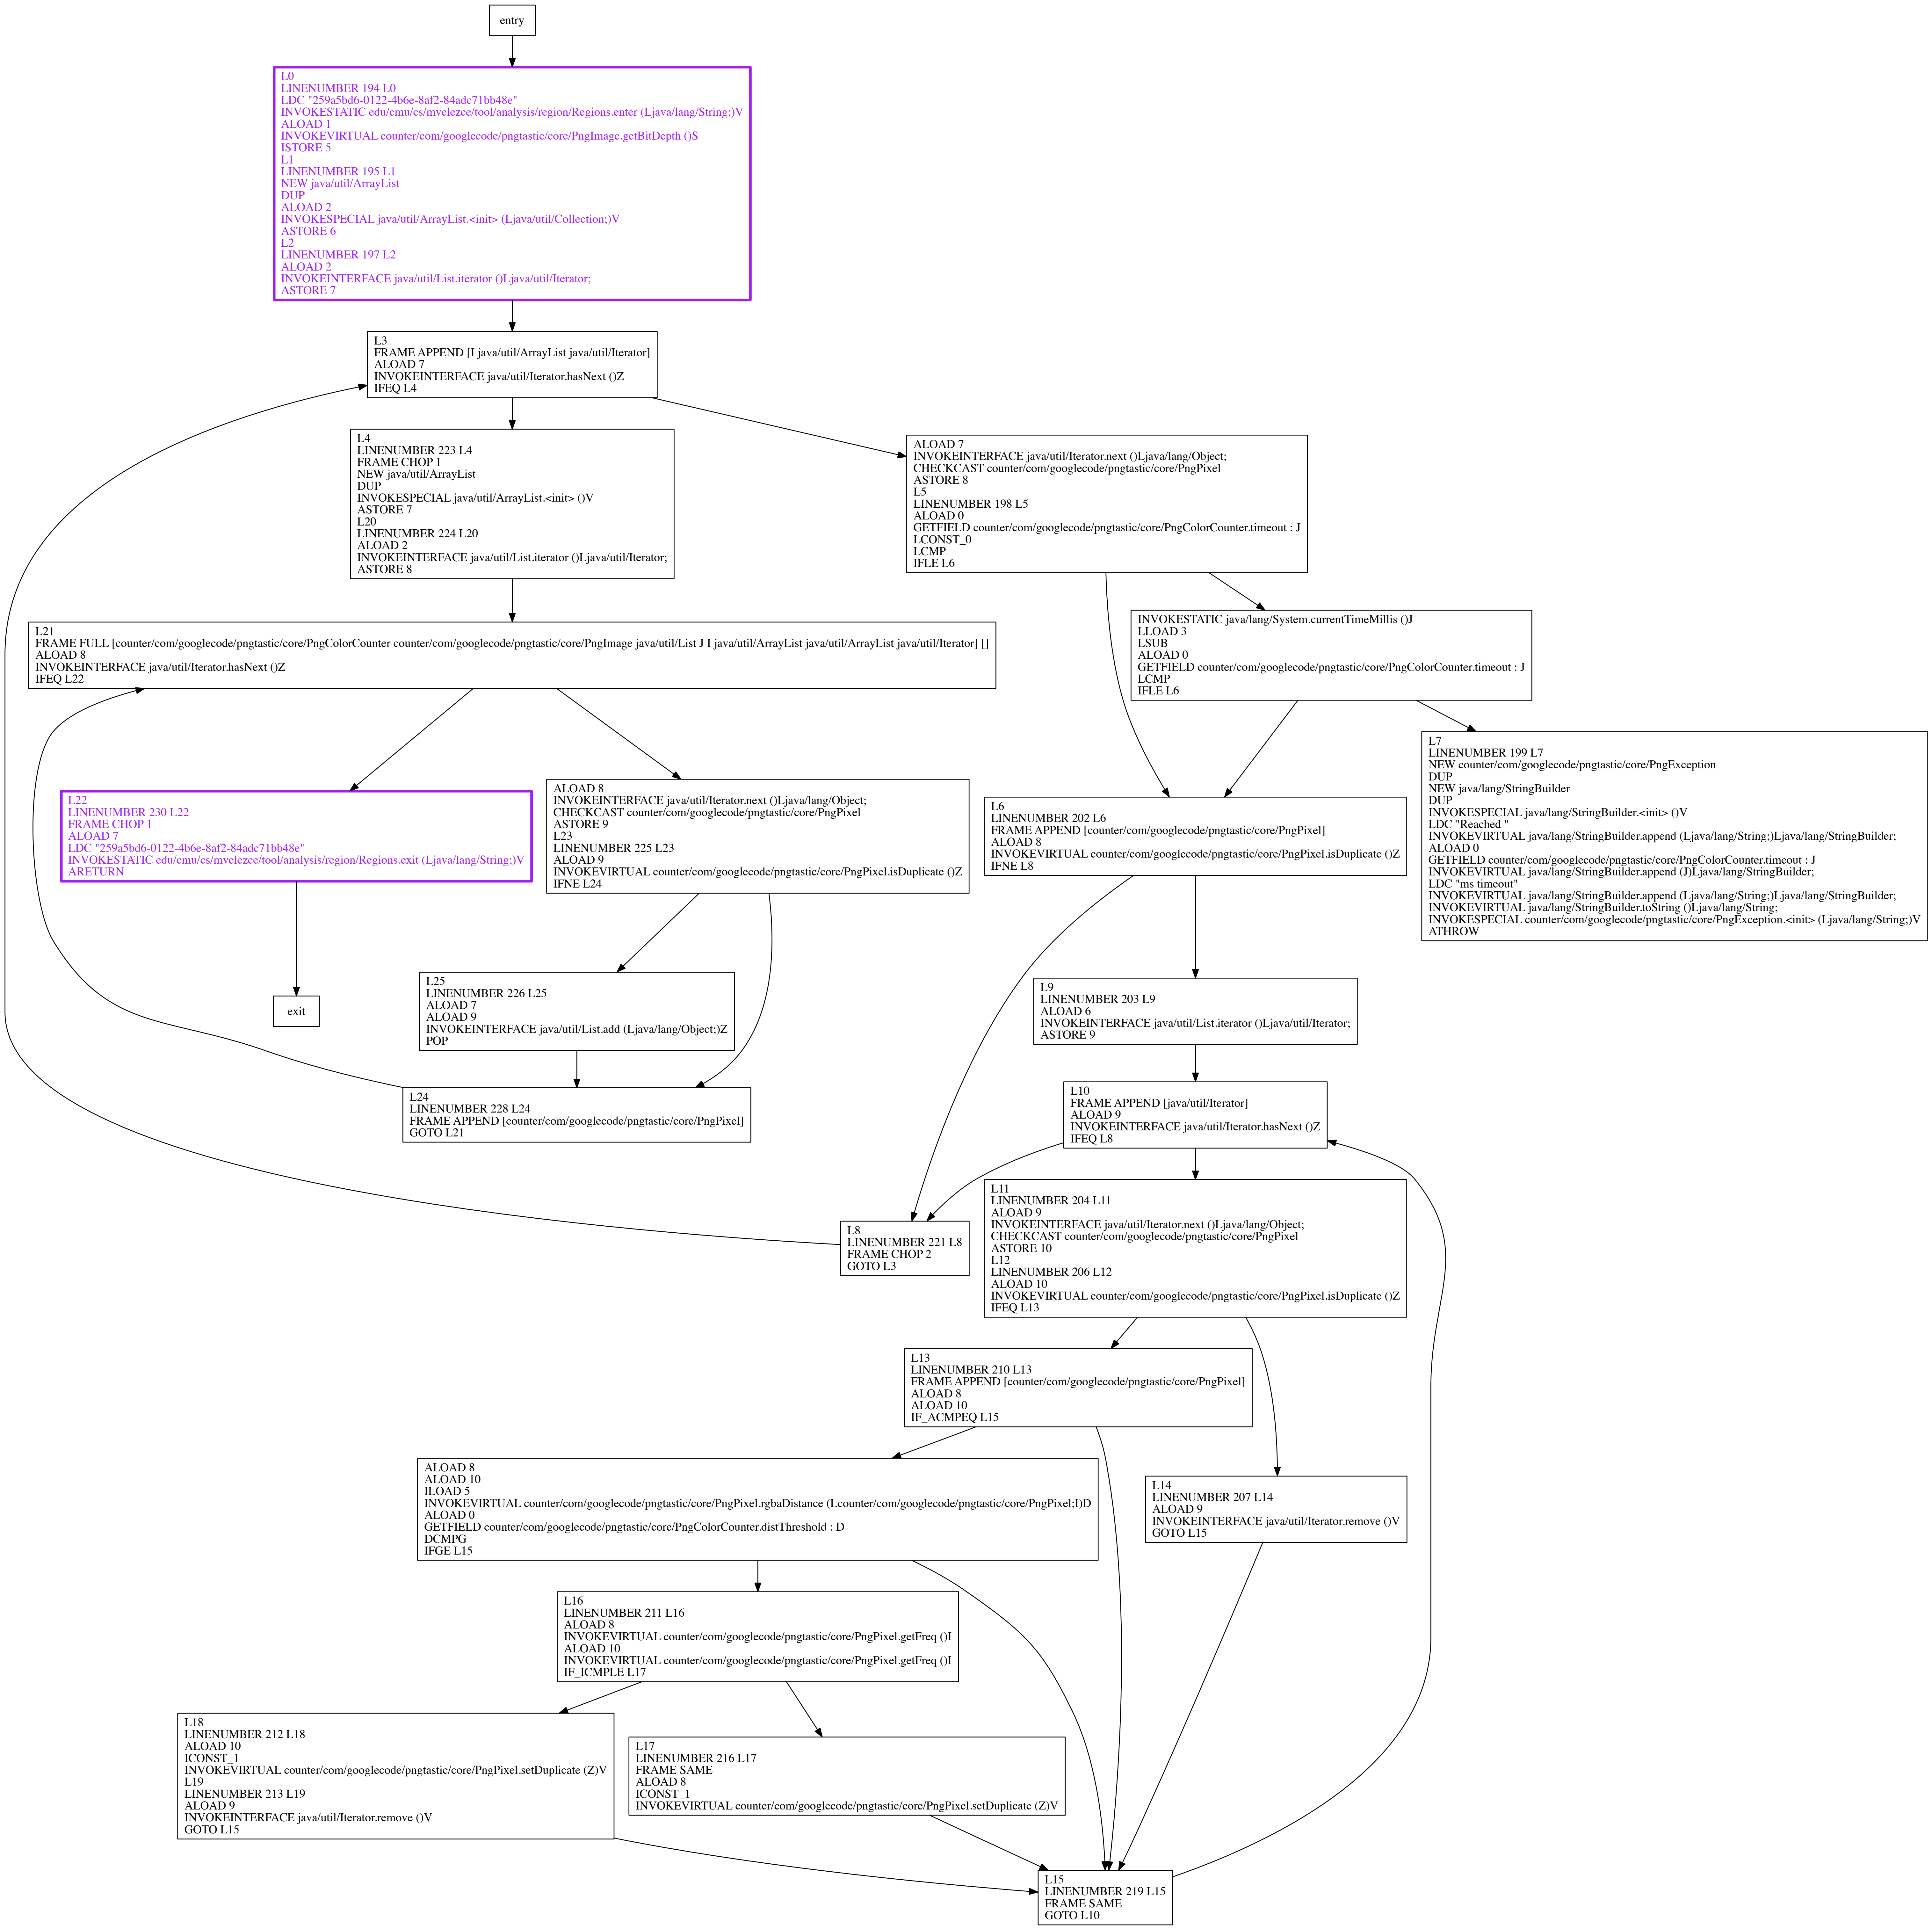 entry
L0
LINENUMBER 194 L0
LDC "259a5bd6-0122-4b6e-8af2-84adc71bb48e"
INVOKESTATIC edu/cmu/cs/mvelezce/tool/analysis/region/Regions.enter (Ljava/lang/String;)V
ALOAD 1
INVOKEVIRTUAL counter/com/googlecode/pngtastic/core/PngImage.getBitDepth ()S
ISTORE 5
L1
LINENUMBER 195 L1
NEW java/util/ArrayList
DUP
ALOAD 2
INVOKESPECIAL java/util/ArrayList.<init> (Ljava/util/Collection;)V
ASTORE 6
L2
LINENUMBER 197 L2
ALOAD 2
INVOKEINTERFACE java/util/List.iterator ()Ljava/util/Iterator;
ASTORE 7
L3
FRAME APPEND [I java/util/ArrayList java/util/Iterator]
ALOAD 7
INVOKEINTERFACE java/util/Iterator.hasNext ()Z
IFEQ L4
L4
LINENUMBER 223 L4
FRAME CHOP 1
NEW java/util/ArrayList
DUP
INVOKESPECIAL java/util/ArrayList.<init> ()V
ASTORE 7
L20
LINENUMBER 224 L20
ALOAD 2
INVOKEINTERFACE java/util/List.iterator ()Ljava/util/Iterator;
ASTORE 8
ALOAD 7
INVOKEINTERFACE java/util/Iterator.next ()Ljava/lang/Object;
CHECKCAST counter/com/googlecode/pngtastic/core/PngPixel
ASTORE 8
L5
LINENUMBER 198 L5
ALOAD 0
GETFIELD counter/com/googlecode/pngtastic/core/PngColorCounter.timeout : J
LCONST_0
LCMP
IFLE L6
INVOKESTATIC java/lang/System.currentTimeMillis ()J
LLOAD 3
LSUB
ALOAD 0
GETFIELD counter/com/googlecode/pngtastic/core/PngColorCounter.timeout : J
LCMP
IFLE L6
L21
FRAME FULL [counter/com/googlecode/pngtastic/core/PngColorCounter counter/com/googlecode/pngtastic/core/PngImage java/util/List J I java/util/ArrayList java/util/ArrayList java/util/Iterator] []
ALOAD 8
INVOKEINTERFACE java/util/Iterator.hasNext ()Z
IFEQ L22
L7
LINENUMBER 199 L7
NEW counter/com/googlecode/pngtastic/core/PngException
DUP
NEW java/lang/StringBuilder
DUP
INVOKESPECIAL java/lang/StringBuilder.<init> ()V
LDC "Reached "
INVOKEVIRTUAL java/lang/StringBuilder.append (Ljava/lang/String;)Ljava/lang/StringBuilder;
ALOAD 0
GETFIELD counter/com/googlecode/pngtastic/core/PngColorCounter.timeout : J
INVOKEVIRTUAL java/lang/StringBuilder.append (J)Ljava/lang/StringBuilder;
LDC "ms timeout"
INVOKEVIRTUAL java/lang/StringBuilder.append (Ljava/lang/String;)Ljava/lang/StringBuilder;
INVOKEVIRTUAL java/lang/StringBuilder.toString ()Ljava/lang/String;
INVOKESPECIAL counter/com/googlecode/pngtastic/core/PngException.<init> (Ljava/lang/String;)V
ATHROW
L22
LINENUMBER 230 L22
FRAME CHOP 1
ALOAD 7
LDC "259a5bd6-0122-4b6e-8af2-84adc71bb48e"
INVOKESTATIC edu/cmu/cs/mvelezce/tool/analysis/region/Regions.exit (Ljava/lang/String;)V
ARETURN
ALOAD 8
INVOKEINTERFACE java/util/Iterator.next ()Ljava/lang/Object;
CHECKCAST counter/com/googlecode/pngtastic/core/PngPixel
ASTORE 9
L23
LINENUMBER 225 L23
ALOAD 9
INVOKEVIRTUAL counter/com/googlecode/pngtastic/core/PngPixel.isDuplicate ()Z
IFNE L24
L6
LINENUMBER 202 L6
FRAME APPEND [counter/com/googlecode/pngtastic/core/PngPixel]
ALOAD 8
INVOKEVIRTUAL counter/com/googlecode/pngtastic/core/PngPixel.isDuplicate ()Z
IFNE L8
exit
L25
LINENUMBER 226 L25
ALOAD 7
ALOAD 9
INVOKEINTERFACE java/util/List.add (Ljava/lang/Object;)Z
POP
L9
LINENUMBER 203 L9
ALOAD 6
INVOKEINTERFACE java/util/List.iterator ()Ljava/util/Iterator;
ASTORE 9
L24
LINENUMBER 228 L24
FRAME APPEND [counter/com/googlecode/pngtastic/core/PngPixel]
GOTO L21
L10
FRAME APPEND [java/util/Iterator]
ALOAD 9
INVOKEINTERFACE java/util/Iterator.hasNext ()Z
IFEQ L8
L8
LINENUMBER 221 L8
FRAME CHOP 2
GOTO L3
L11
LINENUMBER 204 L11
ALOAD 9
INVOKEINTERFACE java/util/Iterator.next ()Ljava/lang/Object;
CHECKCAST counter/com/googlecode/pngtastic/core/PngPixel
ASTORE 10
L12
LINENUMBER 206 L12
ALOAD 10
INVOKEVIRTUAL counter/com/googlecode/pngtastic/core/PngPixel.isDuplicate ()Z
IFEQ L13
L13
LINENUMBER 210 L13
FRAME APPEND [counter/com/googlecode/pngtastic/core/PngPixel]
ALOAD 8
ALOAD 10
IF_ACMPEQ L15
ALOAD 8
ALOAD 10
ILOAD 5
INVOKEVIRTUAL counter/com/googlecode/pngtastic/core/PngPixel.rgbaDistance (Lcounter/com/googlecode/pngtastic/core/PngPixel;I)D
ALOAD 0
GETFIELD counter/com/googlecode/pngtastic/core/PngColorCounter.distThreshold : D
DCMPG
IFGE L15
L14
LINENUMBER 207 L14
ALOAD 9
INVOKEINTERFACE java/util/Iterator.remove ()V
GOTO L15
L16
LINENUMBER 211 L16
ALOAD 8
INVOKEVIRTUAL counter/com/googlecode/pngtastic/core/PngPixel.getFreq ()I
ALOAD 10
INVOKEVIRTUAL counter/com/googlecode/pngtastic/core/PngPixel.getFreq ()I
IF_ICMPLE L17
L18
LINENUMBER 212 L18
ALOAD 10
ICONST_1
INVOKEVIRTUAL counter/com/googlecode/pngtastic/core/PngPixel.setDuplicate (Z)V
L19
LINENUMBER 213 L19
ALOAD 9
INVOKEINTERFACE java/util/Iterator.remove ()V
GOTO L15
L17
LINENUMBER 216 L17
FRAME SAME
ALOAD 8
ICONST_1
INVOKEVIRTUAL counter/com/googlecode/pngtastic/core/PngPixel.setDuplicate (Z)V
L15
LINENUMBER 219 L15
FRAME SAME
GOTO L10